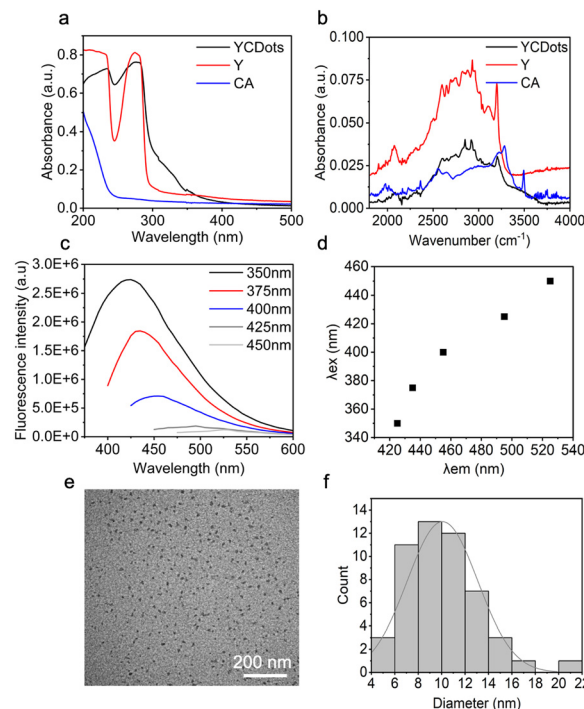 a
YCDots
Y
CA
Absorbance (a.u.)
0.8
0.6
0.4
0.2
0
200 300 400 500
Wavelength (nm)
b
YCDots
Y
CA
Absorbance (a.u.)
0.100
0.075
0.050
0.025
0.000
2000 2500 3000 3500 4000
Wavenumber (cm⁻¹)
c
350nm
375nm
400nm
425nm
450nm
Fluorescence intensity (a.u)
3.0E+6
2.5E+6
2.0E+6
1.5E+6
1.0E+6
5.0E+5
0.0E+0
400 450 500 550 600
Wavelength (nm)
d
λex (nm)
460
440
420
400
380
360
340
420 440 460 480 500 520 540
λem (nm)
e
200 nm
f
Count
14
12
10
8
6
4
2
0
4 6 8 10 12 14 16 18 20 22
Diameter (nm)